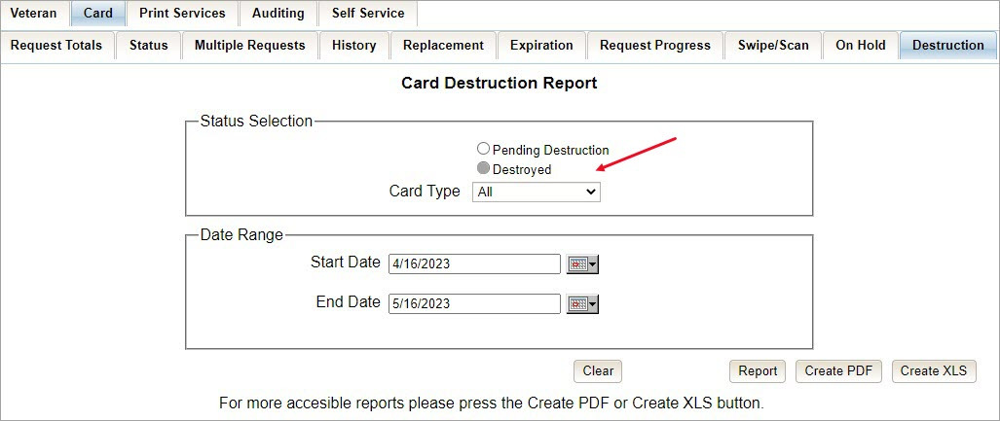 Veteran Card Print Services Auditing Self Service
Request Totals Status Multiple Requests History Replacement Expiration Request Progress Swipe/Scan On Hold Destruction
Card Destruction Report
Status Selection
Pending Destruction
Destroyed
Card Type All
Date Range
Start Date 4/16/2023
End Date 5/16/2023
Clear Report Create PDF Create XLS
For more accesible reports please press the Create PDF or Create XLS button.